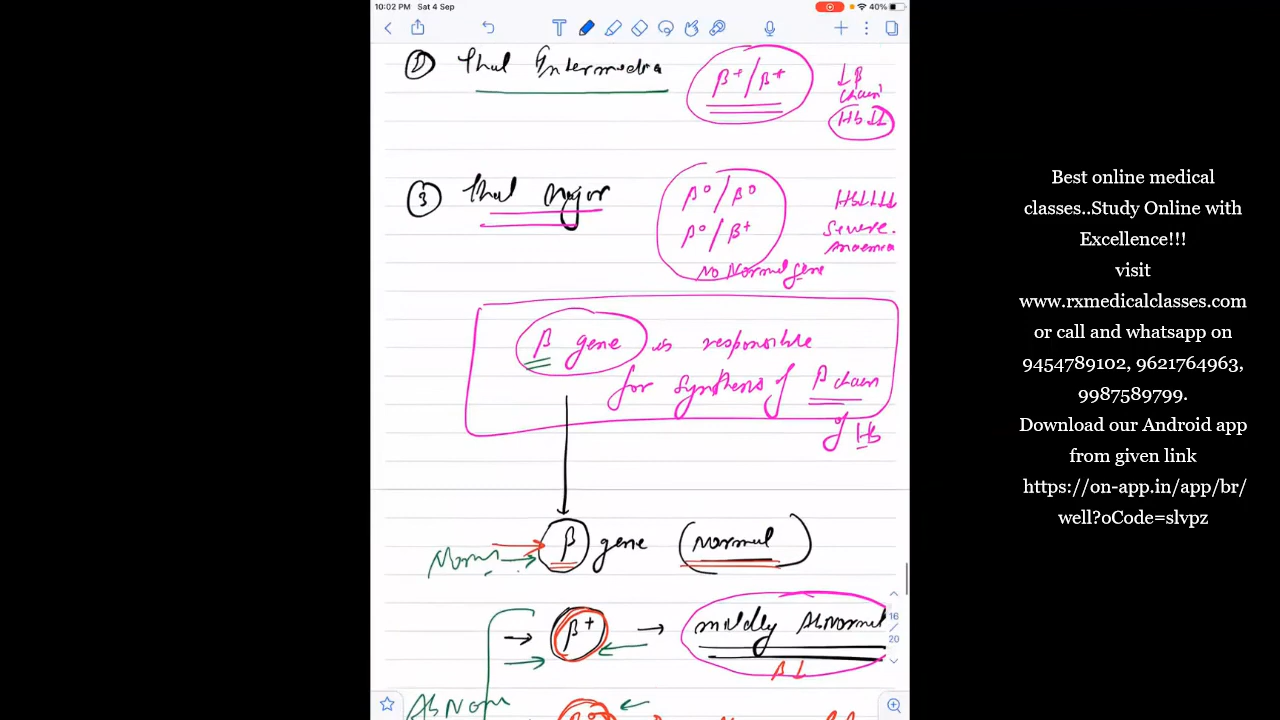 10:02 PM Sat 4 Sep
40%
② Thal Intermedia
β+/β+
↓β
chain
Hb↓↓
③ Thal Major
β⁰/β⁰
β⁰/β+
No Normal gene
Hb↓↓↓↓
Severe
Anaemia
β gene is responsible
for synthesis of β chain
of Hb
β gene (Normal)
β+ → mildly Abnormal
β↓
16
20
Best online medical
classes..Study Online with
Excellence!!!
visit
www.rxmedicalclasses.com
or call and whatsapp on
9454789102, 9621764963,
9987589799.
Download our Android app
from given link
https://on-app.in/app/br/
well?oCode=slvpz